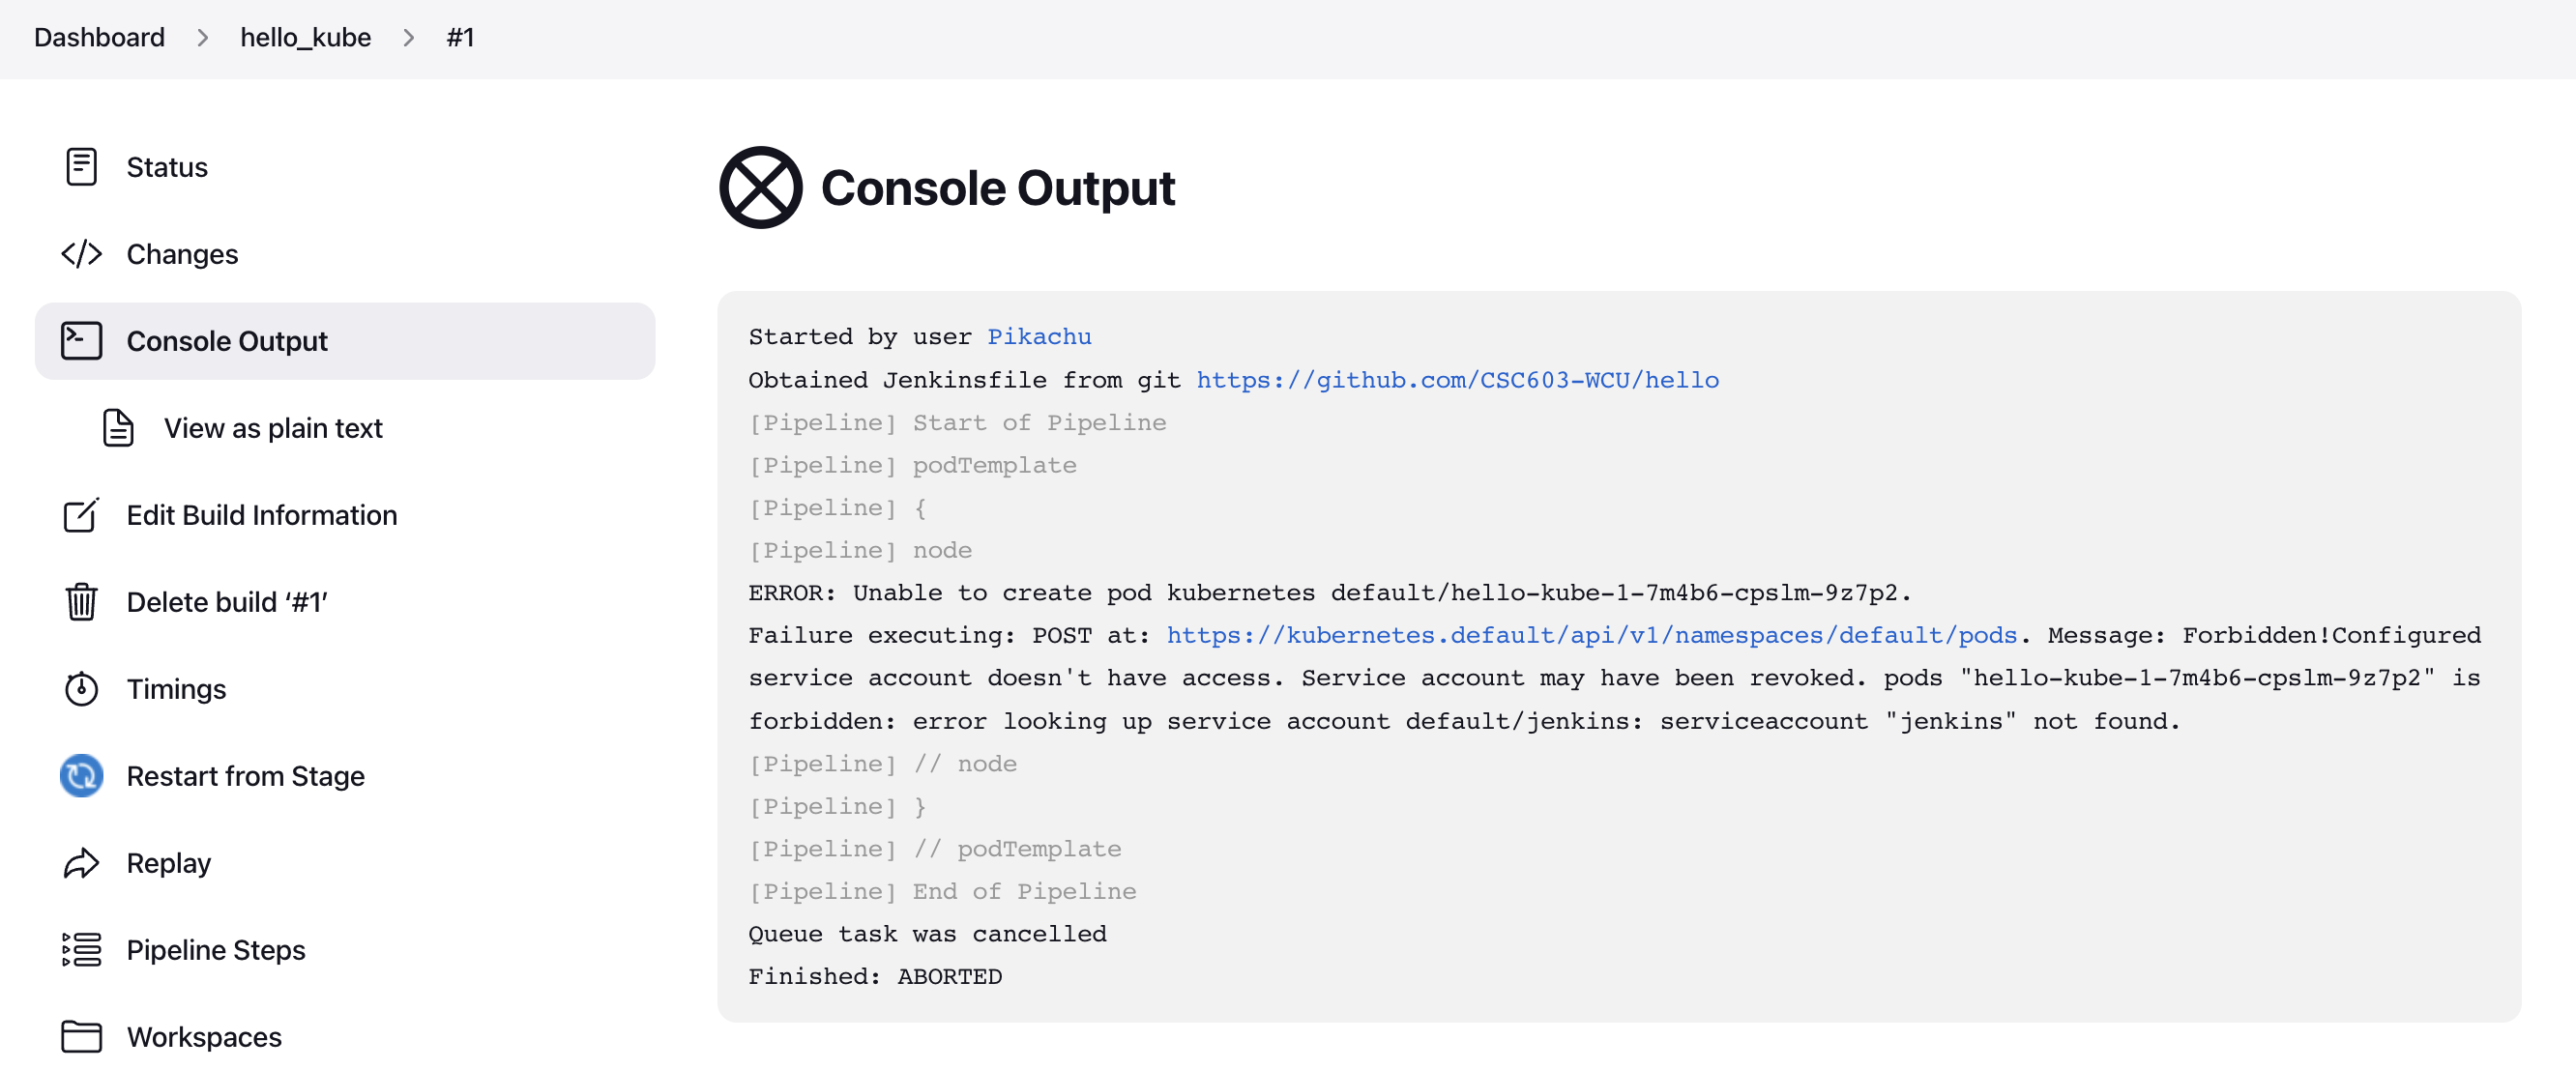 Dashboard > hello_kube > #1
Status
Changes
Console Output
View as plain text
Edit Build Information
Delete build ‘#1’
Timings
Restart from Stage
Replay
Pipeline Steps
Workspaces
Console Output
Started by user Pikachu
Obtained Jenkinsfile from git https://github.com/CSC603-WCU/hello
[Pipeline] Start of Pipeline
[Pipeline] podTemplate
[Pipeline] {
[Pipeline] node
ERROR: Unable to create pod kubernetes default/hello-kube-1-7m4b6-cpslm-9z7p2.
Failure executing: POST at: https://kubernetes.default/api/v1/namespaces/default/pods. Message: Forbidden!Configured
service account doesn't have access. Service account may have been revoked. pods "hello-kube-1-7m4b6-cpslm-9z7p2" is
forbidden: error looking up service account default/jenkins: serviceaccount "jenkins" not found.
[Pipeline] // node
[Pipeline] }
[Pipeline] // podTemplate
[Pipeline] End of Pipeline
Queue task was cancelled
Finished: ABORTED